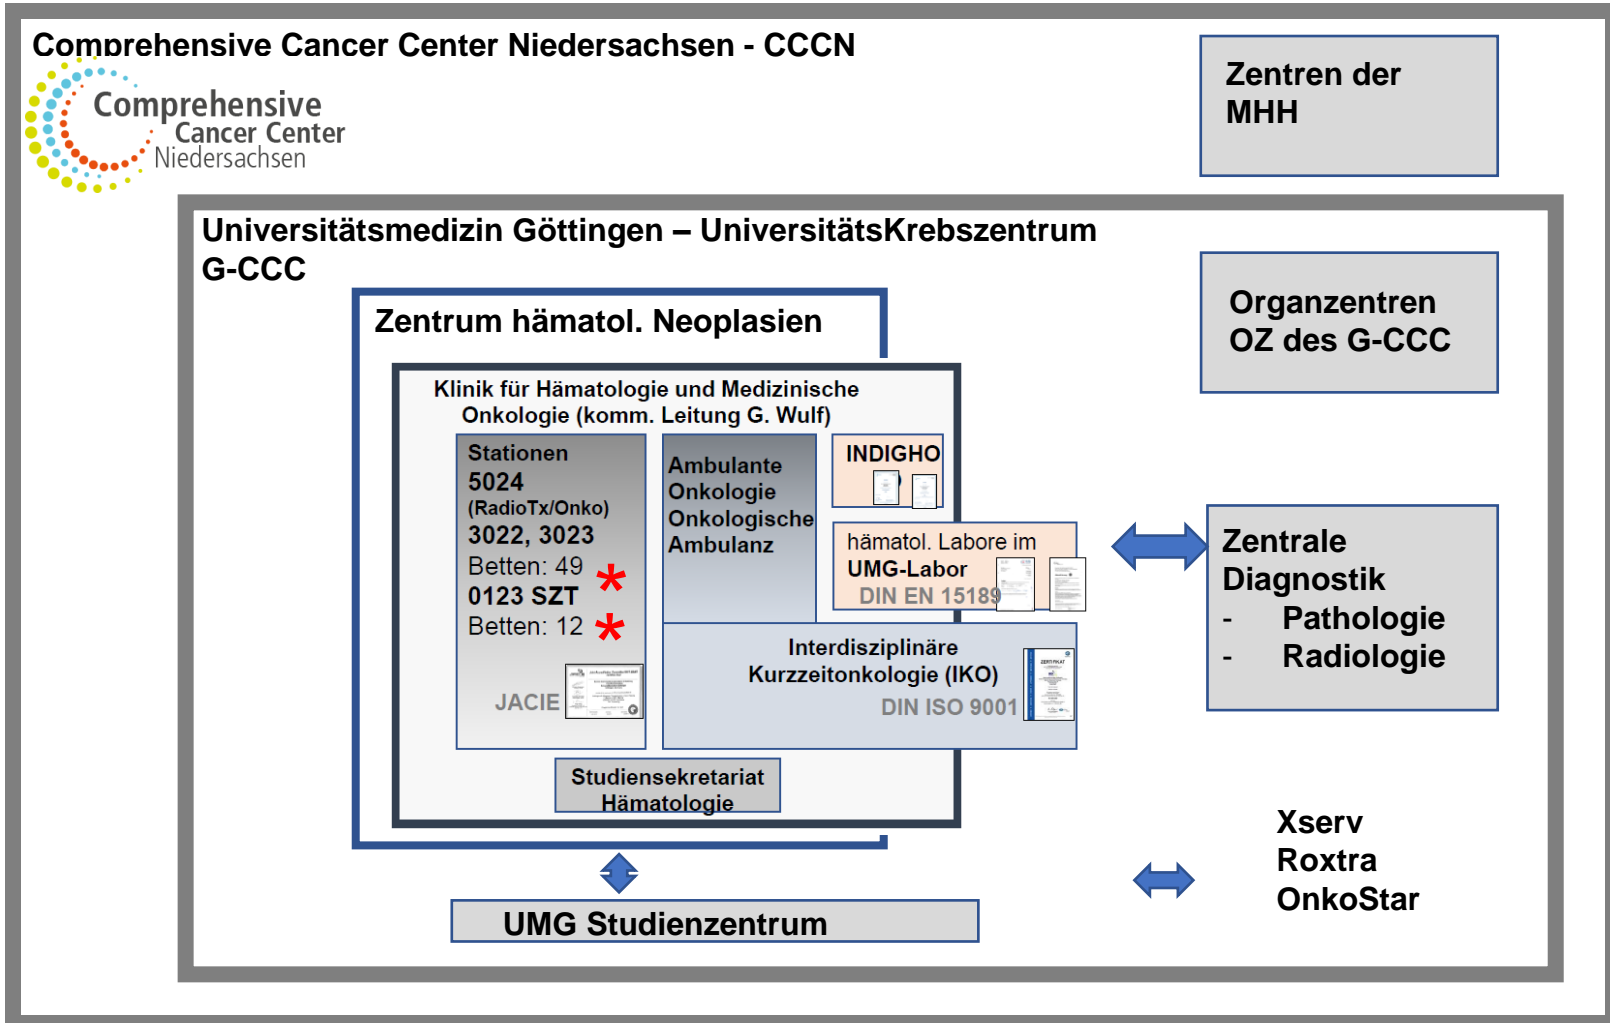 Comprehensive Cancer Center Niedersachsen - CCCN
Comprehensive
Cancer Center
Niedersachsen
Zentren der
MHH
Universitätsmedizin Göttingen – UniversitätsKrebszentrum
G-CCC
Organzentren
OZ des G-CCC
Zentrum hämatol. Neoplasien
Klinik für Hämatologie und Medizinische
Onkologie (komm. Leitung G. Wulf)
Stationen
5024
(RadioTx/Onko)
3022, 3023
Betten: 49 *
0123 SZT
Betten: 12 *
JACIE
Ambulante
Onkologie
Onkologische
Ambulanz
INDIGHO
hämatol. Labore im
UMG-Labor
DIN EN 15189
Interdisziplinäre
Kurzzeitonkologie (IKO)
DIN ISO 9001
ZERTIFIKAT
Studiensekretariat
Hämatologie
Zentrale
Diagnostik
- Pathologie
- Radiologie
Xserv
Roxtra
OnkoStar
UMG Studienzentrum